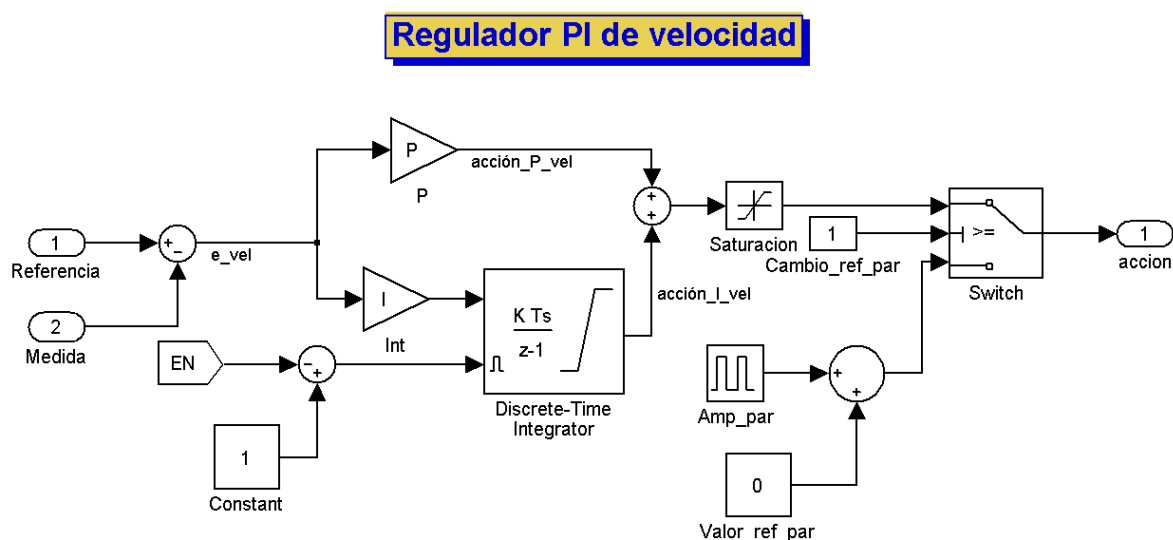 Regulador PI de velocidad
P
acción_P_vel
P
+
+
1
Referencia
+
−
e_vel
Saturacion
1
Cambio_ref_par
>=
Switch
1
accion
2
Medida
I
Int
K Ts
z-1
Discrete-Time
Integrator
acción_I_vel
EN
−
+
1
Constant
Amp_par
+
+
0
Valor_ref_par